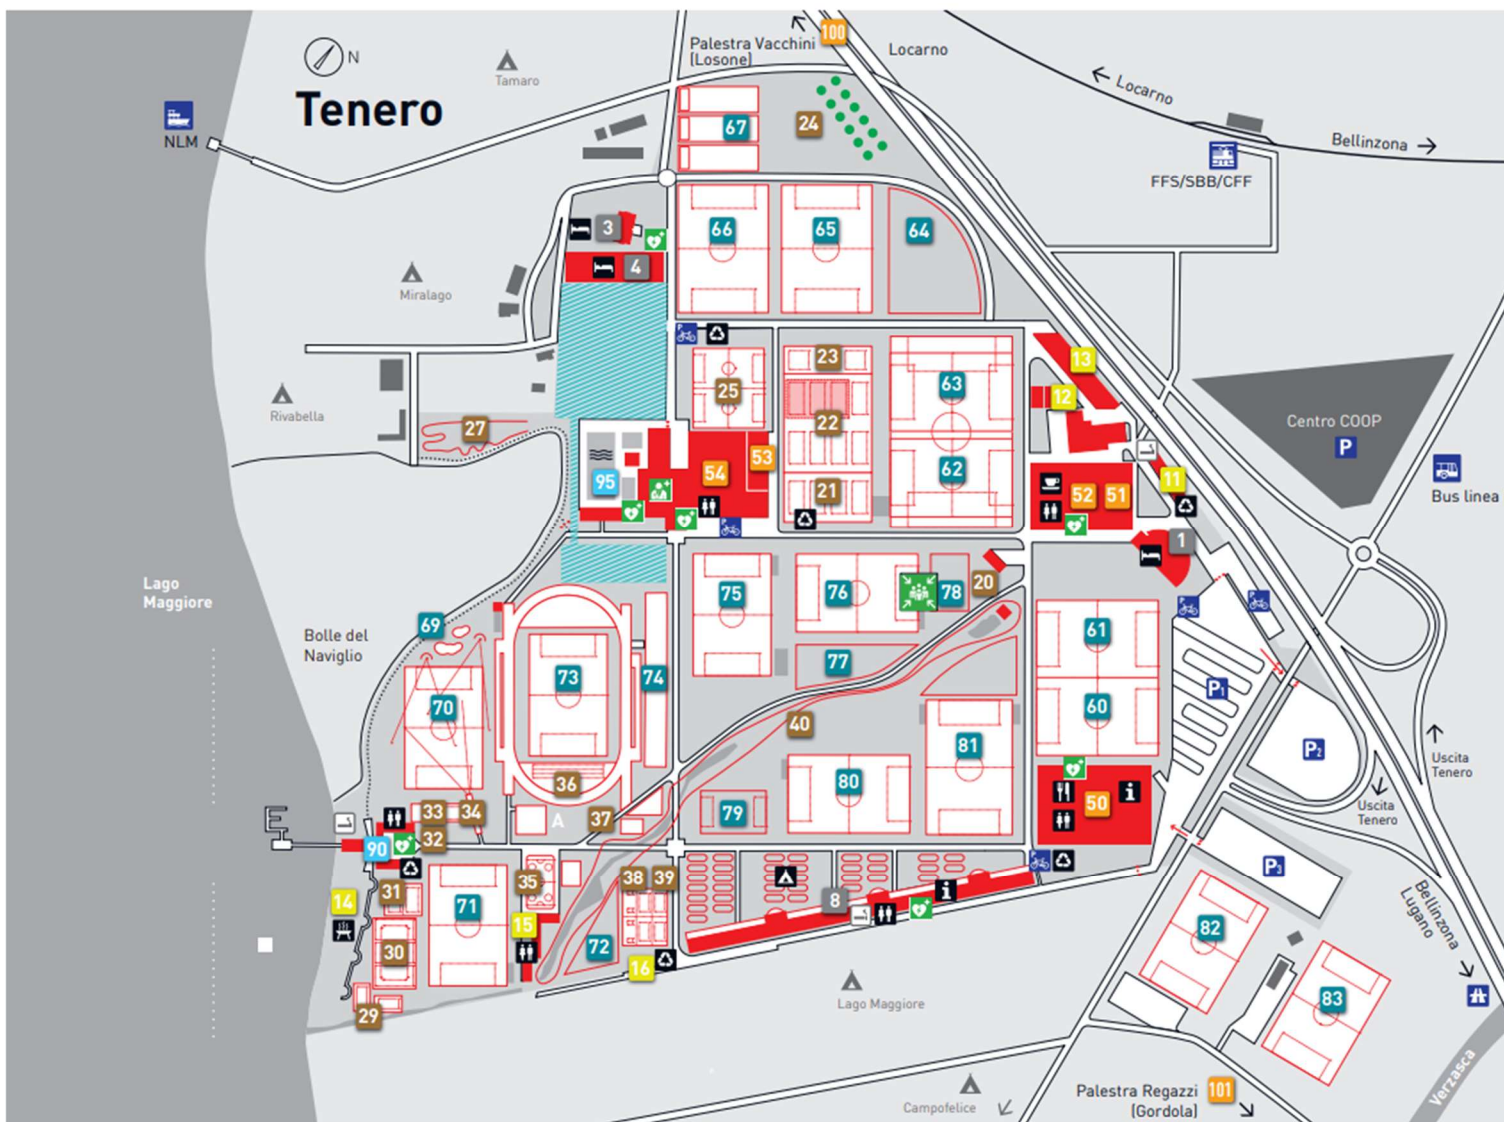 100
Palestra Vacchini
(Losone)
Locarno
N
Tamaro
Tenero
NLM
Locarno
Bellinzona
FFS/SBB/CFF
67
24
3
4
66
65
64
Miralago
P
23
13
63
25
12
Rivabella
22
Centro COOP
P
27
53
54
95
62
21
11
52
51
Bus linea
1
Lago
Maggiore
Bolle del
Naviglio
75
76
78
20
P
P
P
69
61
77
73
74
70
60
P1
40
81
P2
Uscita
Tenero
Uscita
Tenero
36
80
50
i
33
34
79
A
37
32
90
P
P3
31
35
38
39
14
8
i
71
15
30
72
16
82
Bellinzona
Lugano
Lago Maggiore
83
29
Verzasca
Campofelice
Palestra Regazzi
(Gordola)
101